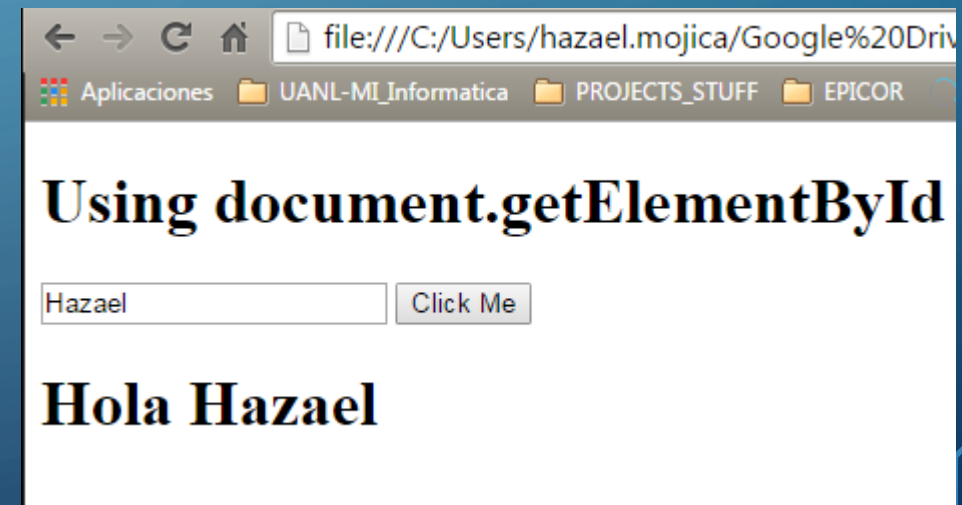 file:///C:/Users/hazael.mojica/Google%20Driv
Aplicaciones UANL-MI_Informatica PROJECTS_STUFF EPICOR
Using document.getElementById
Hazael Click Me
Hola Hazael